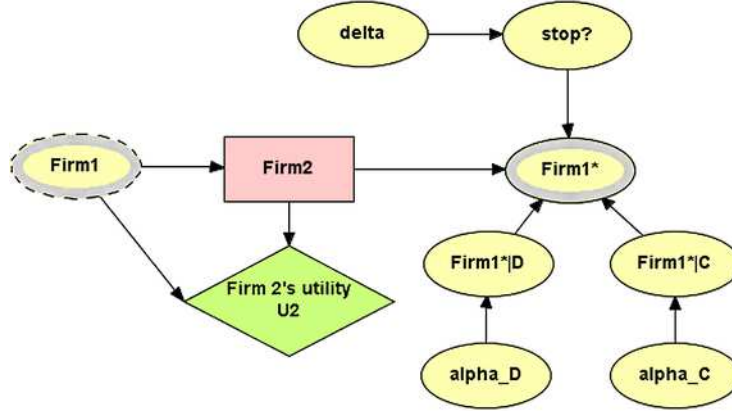 delta
stop?
Firm1
Firm2
Firm1*
Firm1*|D
Firm1*|C
Firm 2's utility
U2
alpha_D
alpha_C